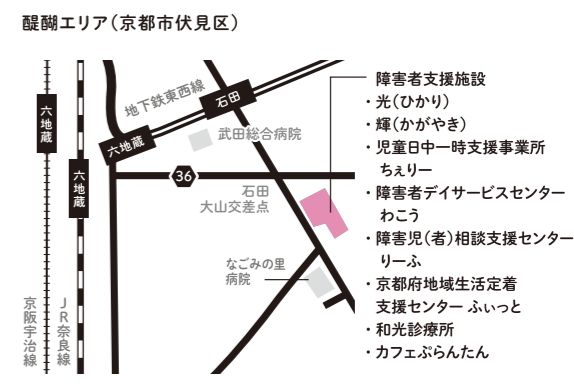 醍醐エリア(京都市伏見区)
地下鉄東西線
石田
六地蔵
六地蔵
武田総合病院
六地蔵
36
石田
大山交差点
なごみの里
病院
京阪宇治線
JR奈良線
障害者支援施設
・光(ひかり)
・輝(かがやき)
・児童日中一時支援事業所
ちぇりー
・障害者デイサービスセンター
わこう
・障害児(者)相談支援センター
りーふ
・京都府地域生活定着
支援センター ふぃっと
・和光診療所
・カフェぷらんたん